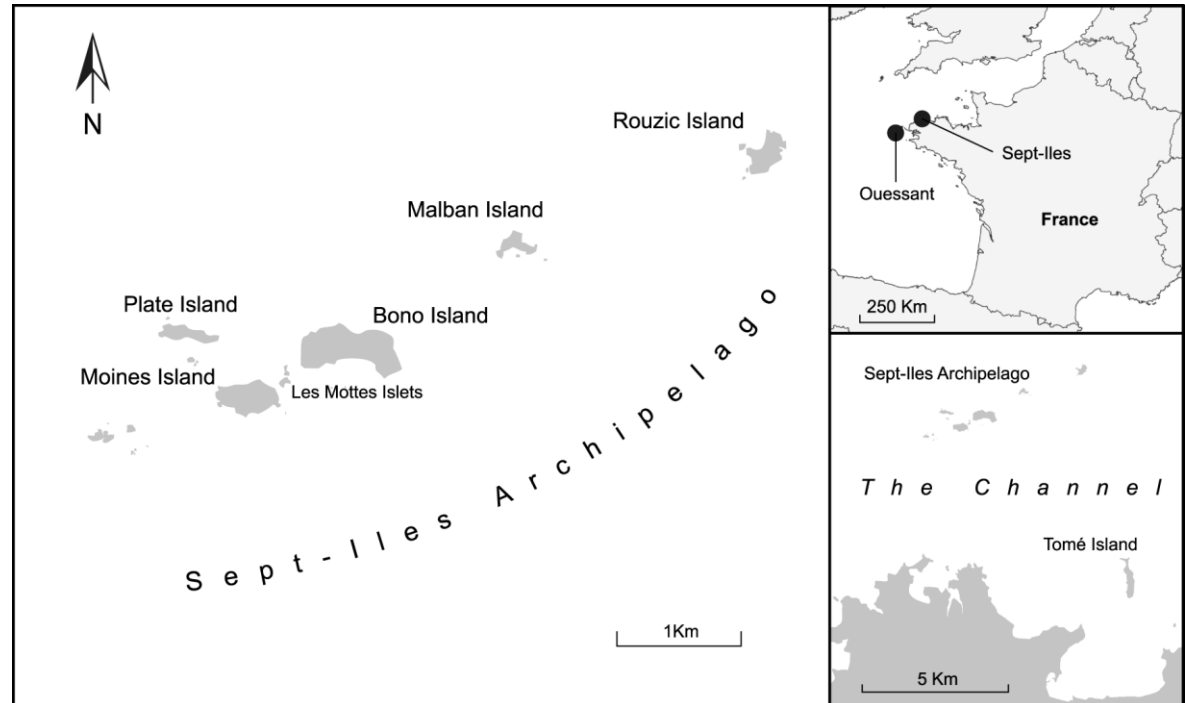 N
Rouzic Island
Malban Island
Plate Island
Bono Island
Moines Island
Les Mottes Islets
Sept-Iles Archipelago
1Km
Sept-Iles
Ouessant
France
250 Km
Sept-Iles Archipelago
The Channel
Tomé Island
5 Km